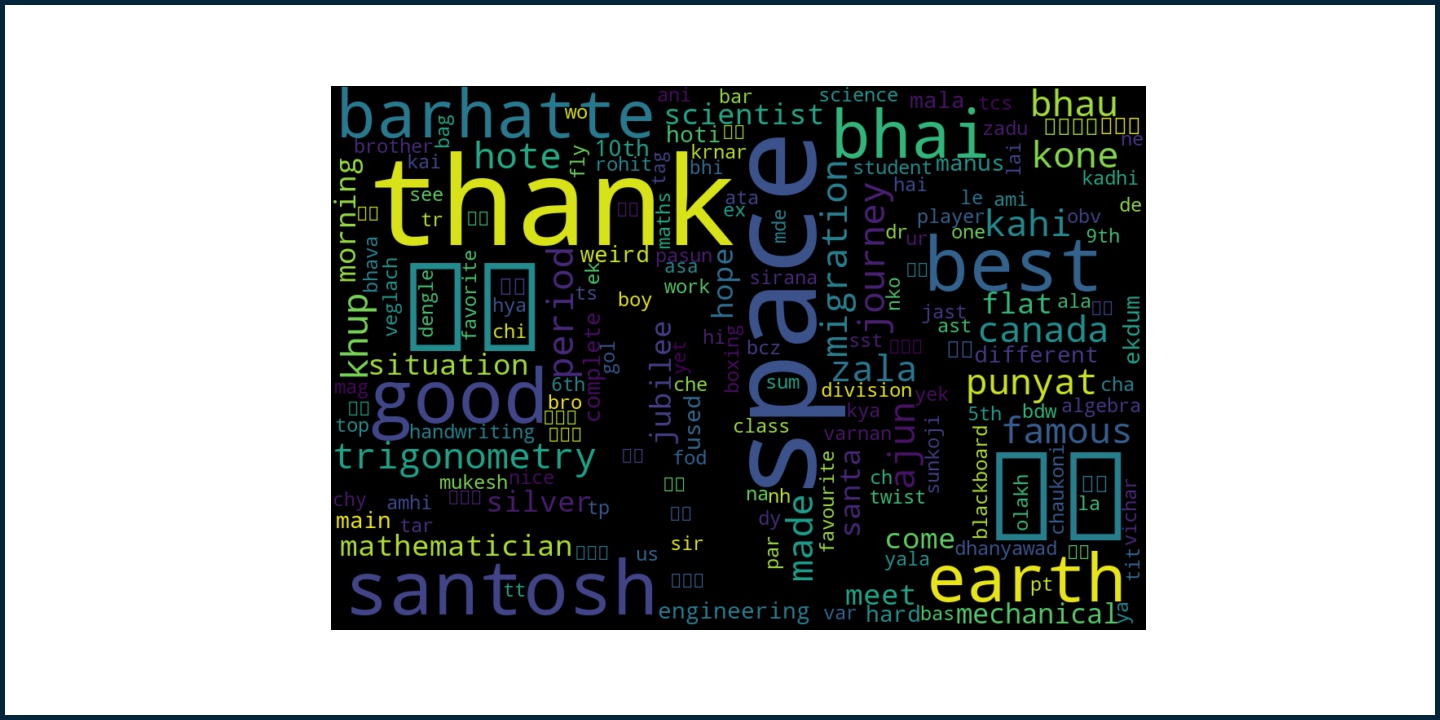 barhatte
thank
space
bhai
bhau
scientist
science
mala
tcs
ani
bar
wo
bag
brother
kai
hote
fly
10th
rohit
tag
hoti
krnar
bhi
zadu
lai
ne
kone
student
manus
kadhi
morning
see
tr
maths
ata
ex
mde
migration
journey
hai
le
ami
de
player
kahi
obv
dr
ur
one
9th
best
bhava
veglach
favorite
dengle
hya
chi
period
weird
ek
ts
boy
pasun
asa
work
hope
sirana
nko
jast
flat
ala
ast
canada
ekdum
different
khup
situation
good
complete
gol
jubilee
yet
hi
boxing
bcz
sst
zala
sum
division
yek
punyat
cha
mag
6th
bro
che
used
class
kya
varnan
ajun
sunkoji
5th
bdw
algebra
famous
top
handwriting
trigonometry
fod
mukesh
nice
silver
tp
chy
amhi
main
tar
mathematician
us
sir
na
nh
dy
par
made
favourite
santa
ch
twist
blackboard
olakh
chaukoni
la
vichar
come
yala
dhanyawad
tit
santosh
tt
engineering
meet
var
hard
bas
mechanical
earth
pt
ya